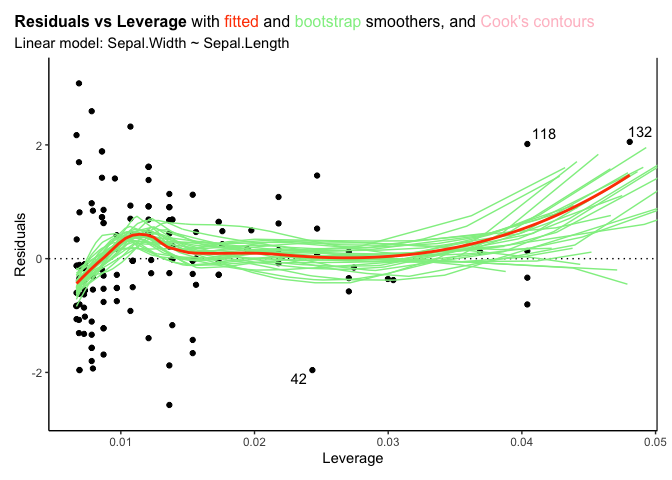 Residuals vs Leverage with fitted and bootstrap smoothers, and Cook's contours
Linear model: Sepal.Width ~ Sepal.Length
118
132
2
Residuals
0
42
-2
0.01 0.02 0.03 0.04 0.05
Leverage